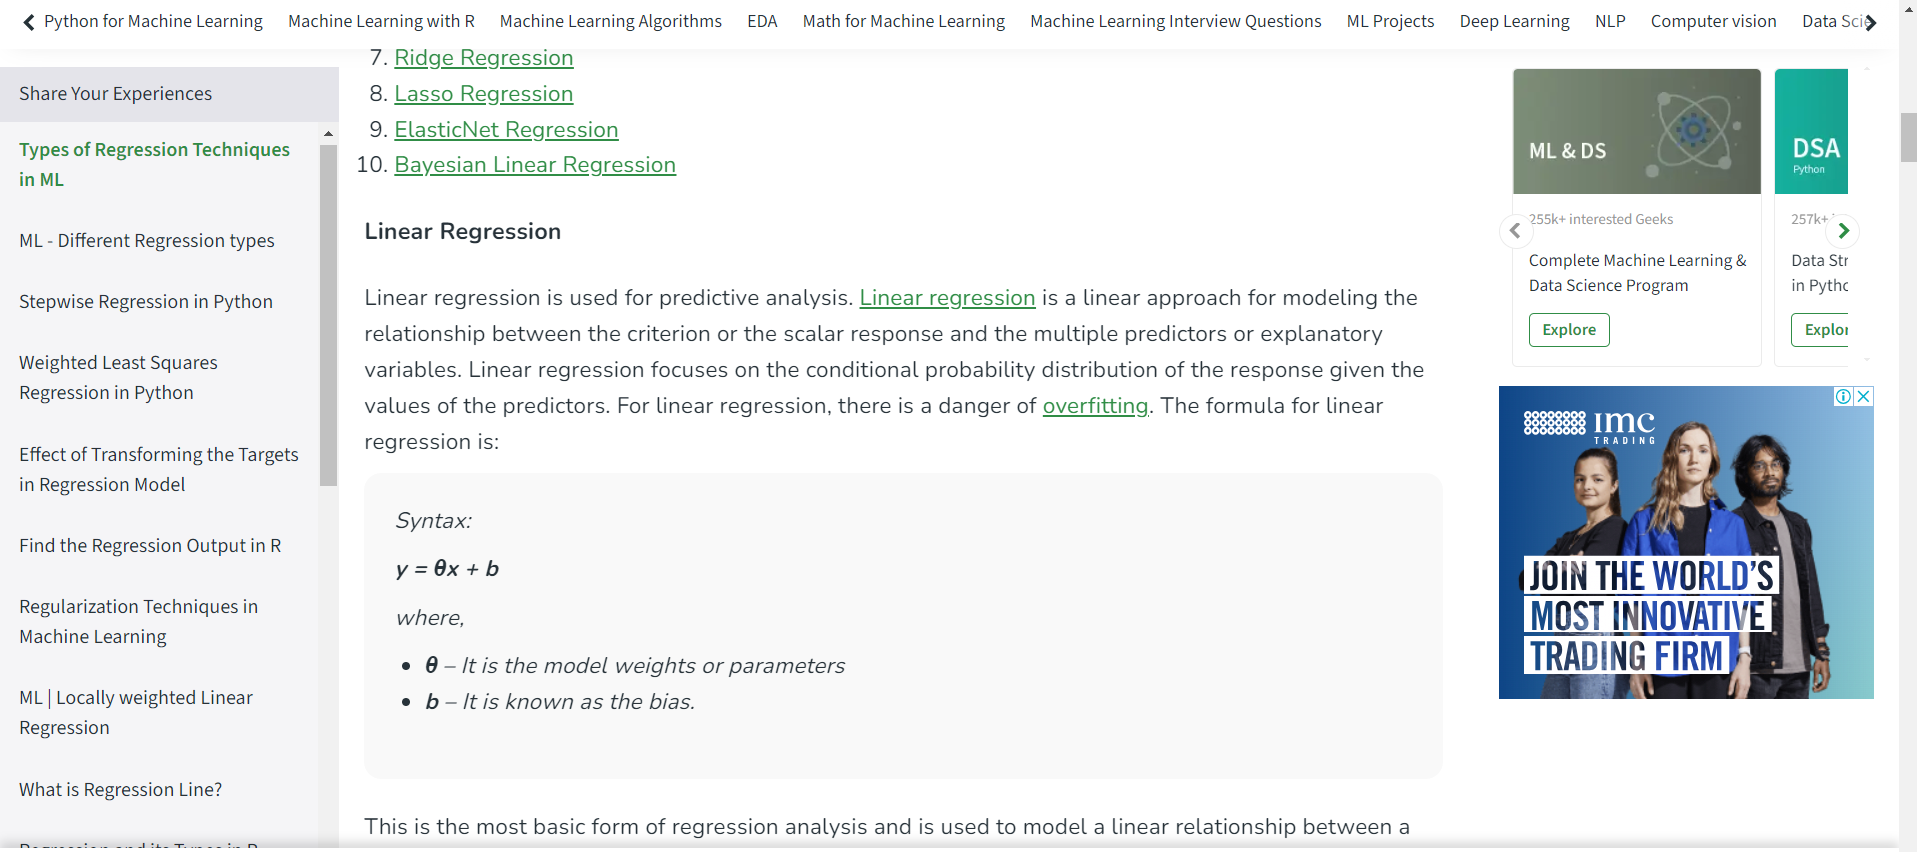 Python for Machine Learning Machine Learning with R Machine Learning Algorithms EDA Math for Machine Learning Machine Learning Interview Questions ML Projects Deep Learning NLP Computer vision Data Scie
Share Your Experiences
Types of Regression Techniques
in ML
ML - Different Regression types
Stepwise Regression in Python
Weighted Least Squares
Regression in Python
Effect of Transforming the Targets
in Regression Model
Find the Regression Output in R
Regularization Techniques in
Machine Learning
ML | Locally weighted Linear
Regression
What is Regression Line?
Regression and its Types in R
7. Ridge Regression
8. Lasso Regression
9. ElasticNet Regression
10. Bayesian Linear Regression
Linear Regression
Linear regression is used for predictive analysis. Linear regression is a linear approach for modeling the
relationship between the criterion or the scalar response and the multiple predictors or explanatory
variables. Linear regression focuses on the conditional probability distribution of the response given the
values of the predictors. For linear regression, there is a danger of overfitting. The formula for linear
regression is:
Syntax:
y = θx + b
where,
• θ – It is the model weights or parameters
• b – It is known as the bias.
This is the most basic form of regression analysis and is used to model a linear relationship between a
ML & DS
255k+ interested Geeks
Complete Machine Learning &
Data Science Program
Explore
DSA
Python
257k+
Data Str
in Pytho
Explor
imc
TRADING
JOIN THE WORLD'S
MOST INNOVATIVE
TRADING FIRM